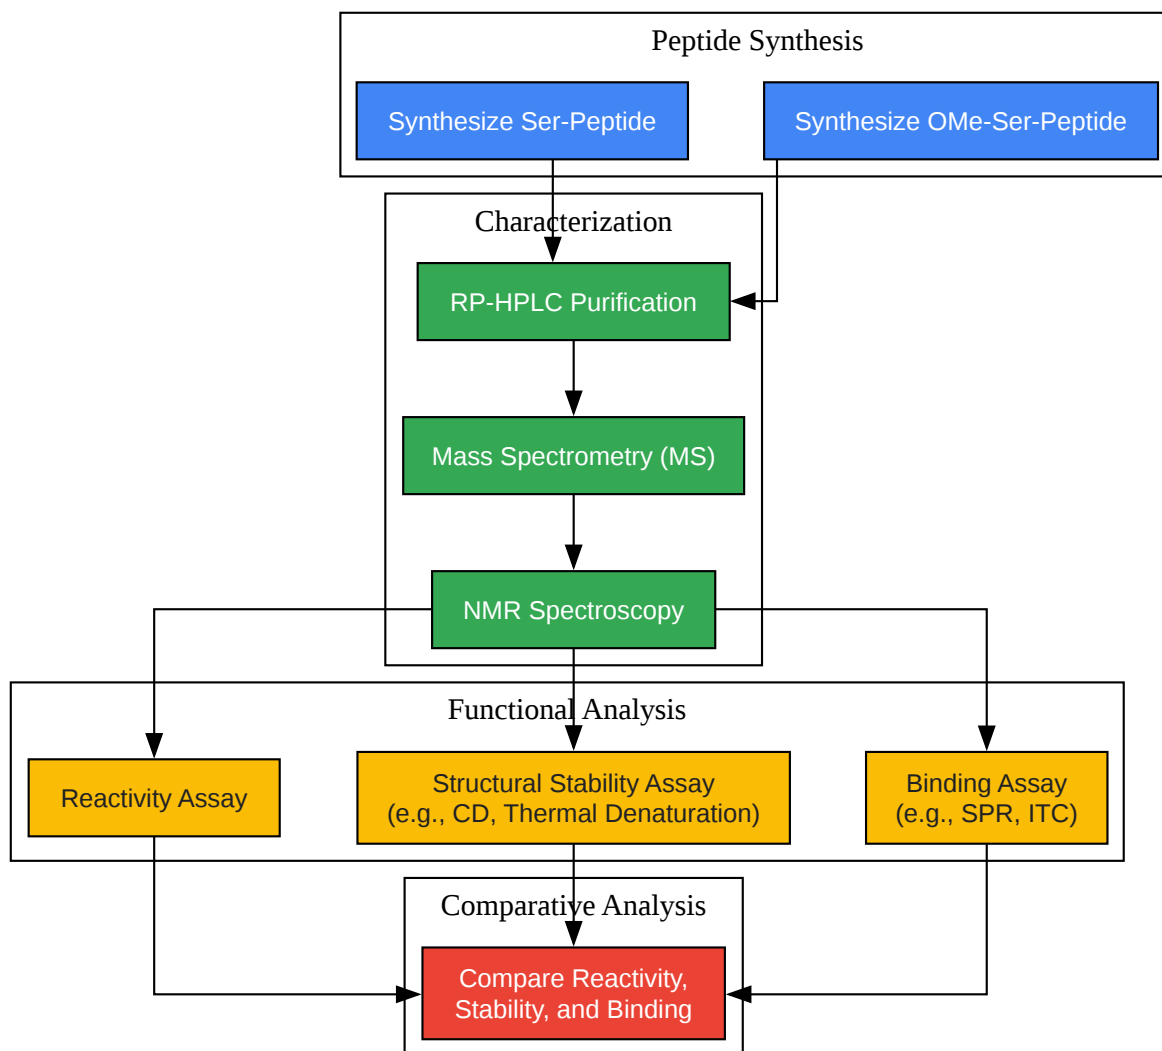 Peptide Synthesis
Synthesize Ser-Peptide
Synthesize OMe-Ser-Peptide
Characterization
RP-HPLC Purification
Mass Spectrometry (MS)
NMR Spectroscopy
Functional Analysis
Reactivity Assay
Structural Stability Assay
(e.g., CD, Thermal Denaturation)
Binding Assay
(e.g., SPR, ITC)
Comparative Analysis
Compare Reactivity,
Stability, and Binding